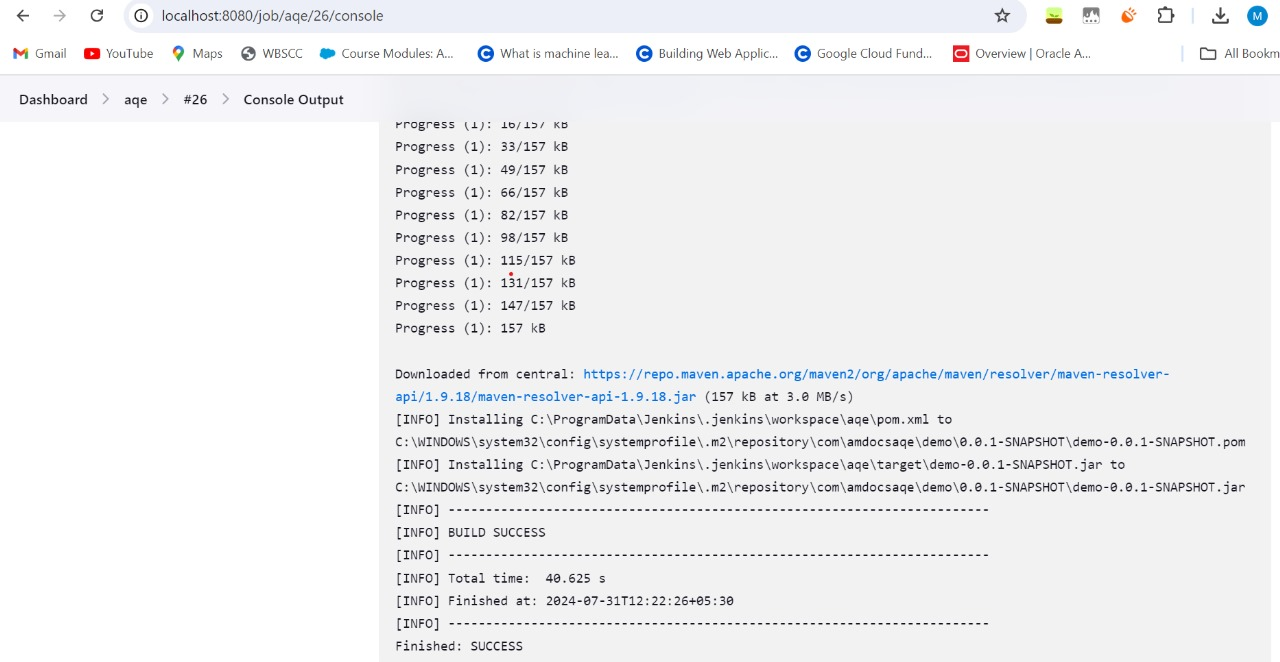 localhost:8080/job/aqe/26/console
M
Gmail YouTube Maps WBSCC Course Modules: A... What is machine lea... Building Web Applic... Google Cloud Fund... Overview | Oracle A... All Bookm
Dashboard > aqe > #26 > Console Output
Progress (1): 16/157 kB
Progress (1): 33/157 kB
Progress (1): 49/157 kB
Progress (1): 66/157 kB
Progress (1): 82/157 kB
Progress (1): 98/157 kB
Progress (1): 115/157 kB
Progress (1): 131/157 kB
Progress (1): 147/157 kB
Progress (1): 157 kB
Downloaded from central: https://repo.maven.apache.org/maven2/org/apache/maven/resolver/maven-resolver-
api/1.9.18/maven-resolver-api-1.9.18.jar (157 kB at 3.0 MB/s)
[INFO] Installing C:\ProgramData\Jenkins\.jenkins\workspace\aqe\pom.xml to
C:\WINDOWS\system32\config\systemprofile\.m2\repository\com\amdocsaqe\demo\0.0.1-SNAPSHOT\demo-0.0.1-SNAPSHOT.pom
[INFO] Installing C:\ProgramData\Jenkins\.jenkins\workspace\aqe\target\demo-0.0.1-SNAPSHOT.jar to
C:\WINDOWS\system32\config\systemprofile\.m2\repository\com\amdocsaqe\demo\0.0.1-SNAPSHOT\demo-0.0.1-SNAPSHOT.jar
[INFO] ------------------------------------------------------------------------
[INFO] BUILD SUCCESS
[INFO] ------------------------------------------------------------------------
[INFO] Total time:  40.625 s
[INFO] Finished at: 2024-07-31T12:22:26+05:30
[INFO] ------------------------------------------------------------------------
Finished: SUCCESS